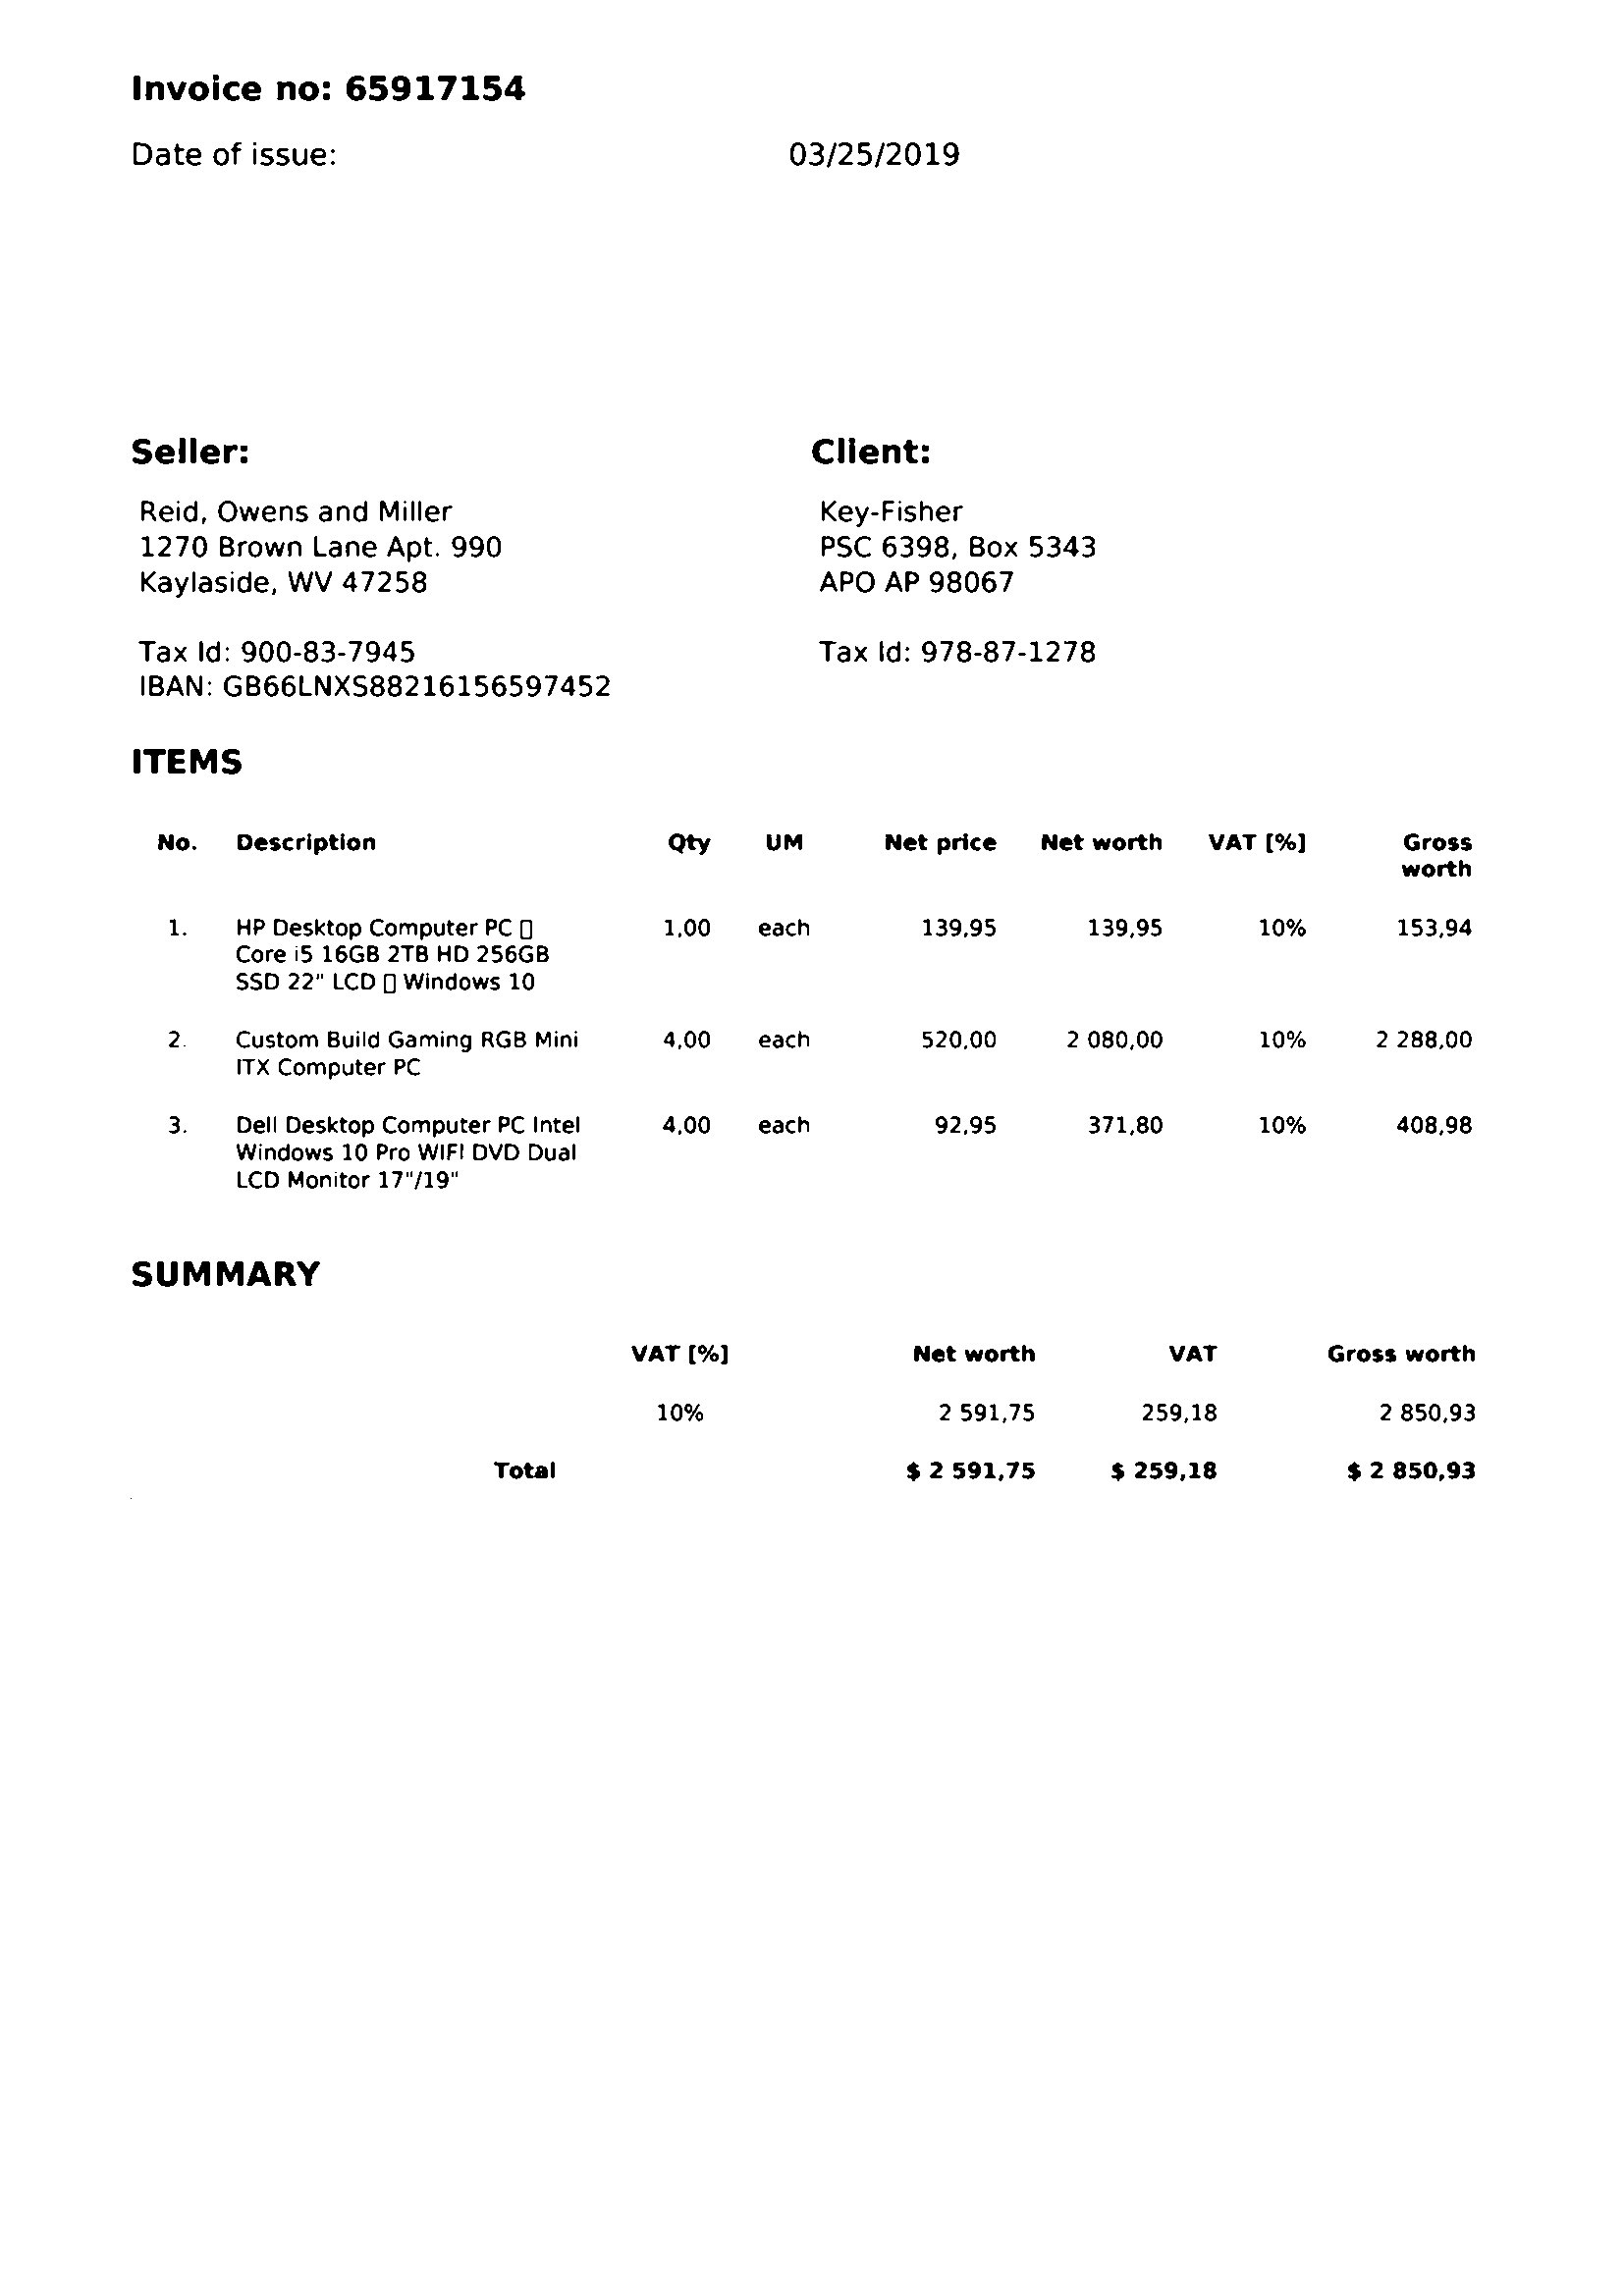 Invoice no: 65917154
Date of issue: 03/25/2019
Seller: Client:
Reid, Owens and Miller Key-Fisher
1270 Brown Lane Apt. 990 PSC 6398, Box 5343
Kaylaside, WV 47258 APO AP 98067
Tax Id: 900-83-7945 Tax Id: 978-87-1278
IBAN: GB66LNXS88216156597452
ITEMS
No. Description Qty UM Net price Net worth VAT [%] Gross
worth
1. HP Desktop Computer PC ▯ 1,00 each 139,95 139,95 10% 153,94
Core i5 16GB 2TB HD 256GB
SSD 22" LCD ▯ Windows 10
2. Custom Build Gaming RGB Mini 4,00 each 520,00 2 080,00 10% 2 288,00
ITX Computer PC
3. Dell Desktop Computer PC Intel 4,00 each 92,95 371,80 10% 408,98
Windows 10 Pro WIFI DVD Dual
LCD Monitor 17"/19"
SUMMARY
VAT [%] Net worth VAT Gross worth
10% 2 591,75 259,18 2 850,93
Total $ 2 591,75 $ 259,18 $ 2 850,93